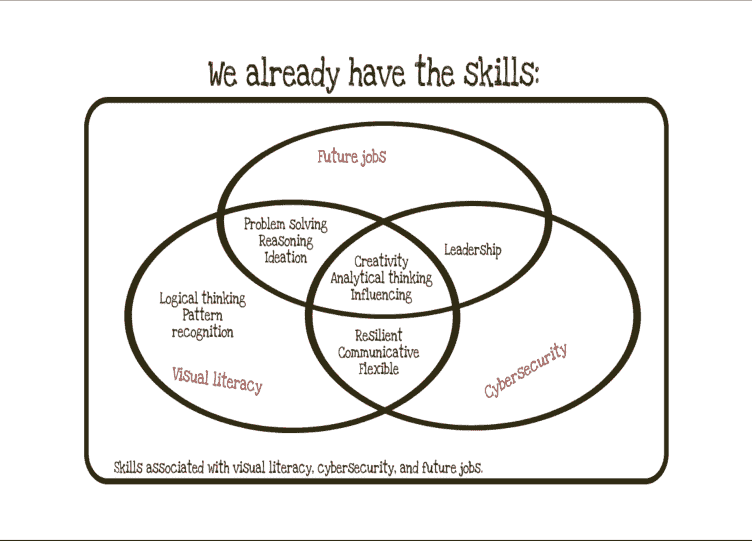 We already have the skills:
Future jobs
Problem solving
Reasoning
Ideation
Leadership
Creativity
Analytical thinking
Influencing
Logical thinking
Pattern
recognition
Resilient
Communicative
Flexible
Visual literacy
Cybersecurity
Skills associated with visual literacy, cybersecurity, and future jobs.